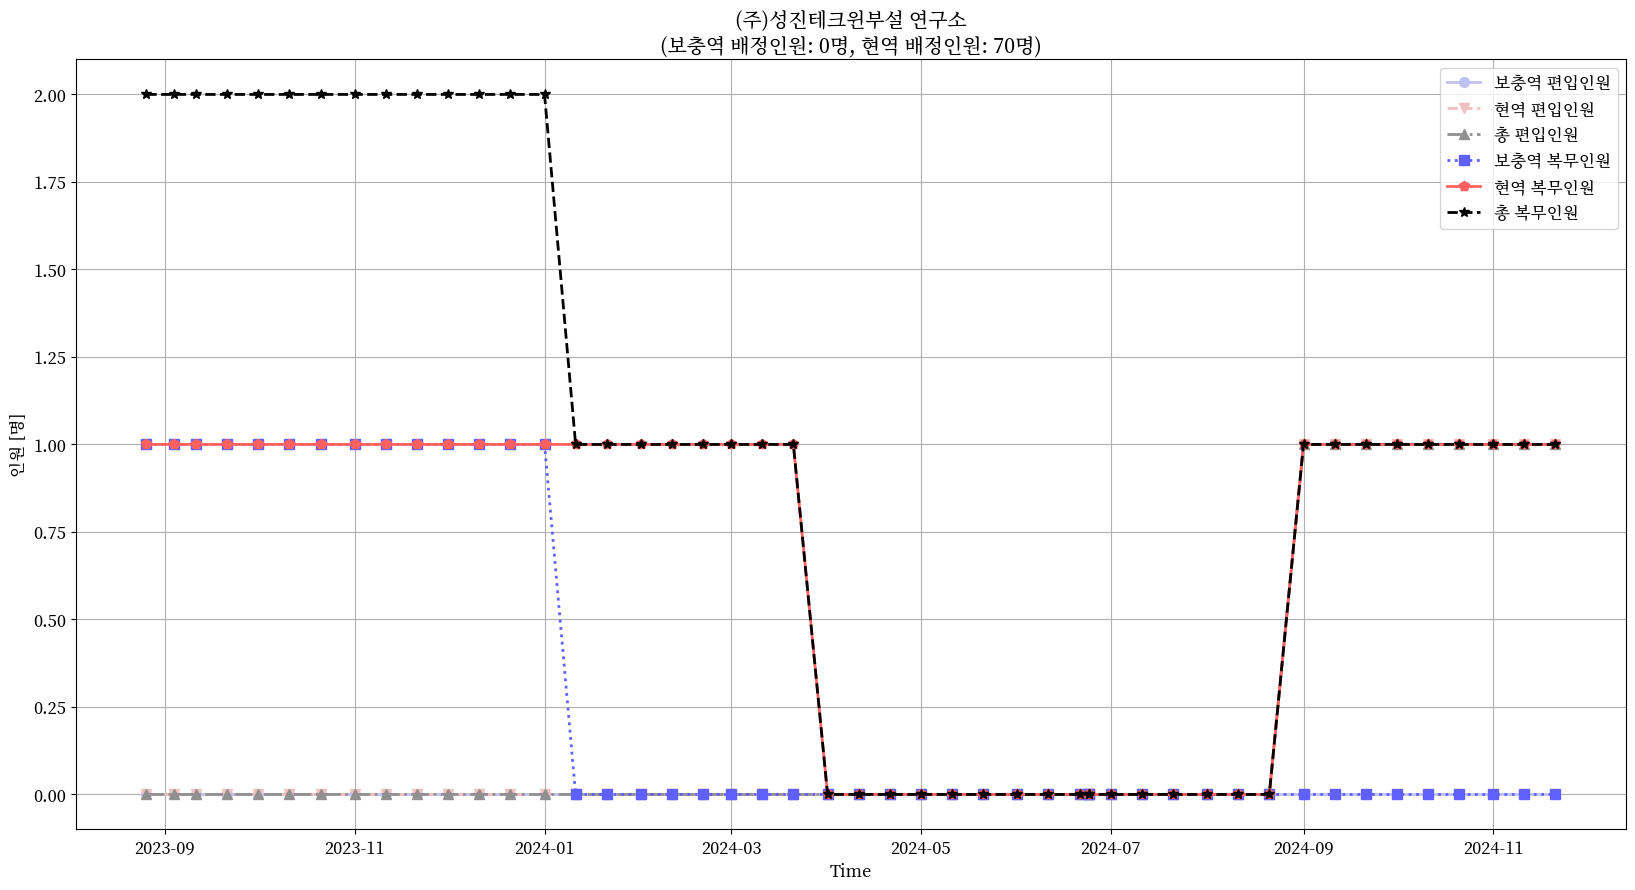 (주)성진테크윈부설 연구소
(보충역 배정인원: 0명, 현역 배정인원: 70명)
보충역 편입인원
현역 편입인원
총 편입인원
보충역 복무인원
현역 복무인원
총 복무인원
인원 [명]
2.00
1.75
1.50
1.25
1.00
0.75
0.50
0.25
0.00
2023-09
2023-11
2024-01
2024-03
2024-05
2024-07
2024-09
2024-11
Time